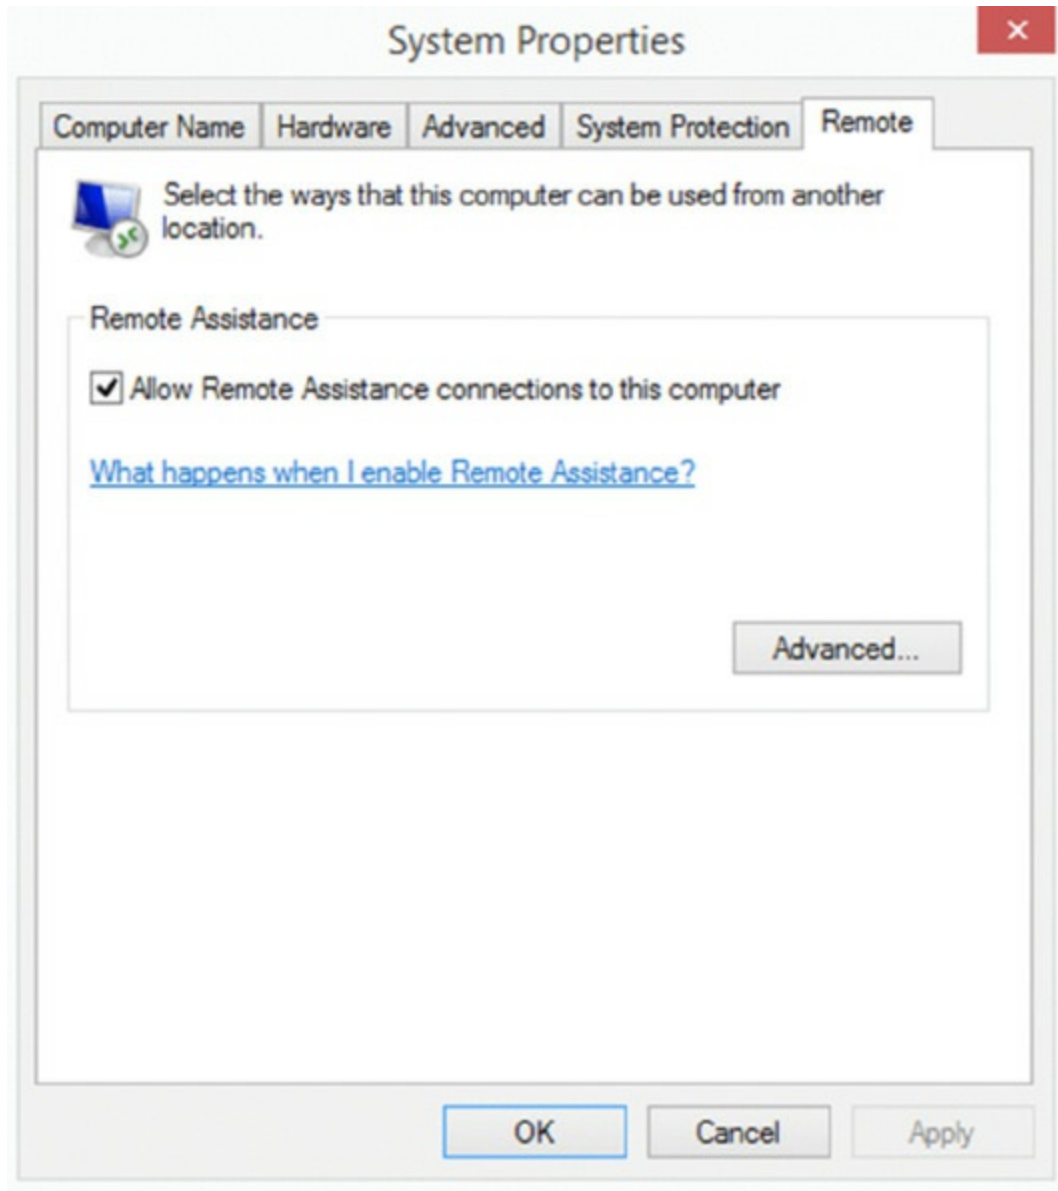 System Properties
Computer Name
Hardware
Advanced
System Protection
Remote
Select the ways that this computer can be used from another
location.
Remote Assistance
Allow Remote Assistance connections to this computer
What happens when I enable Remote Assistance?
Advanced...
OK
Cancel
Apply